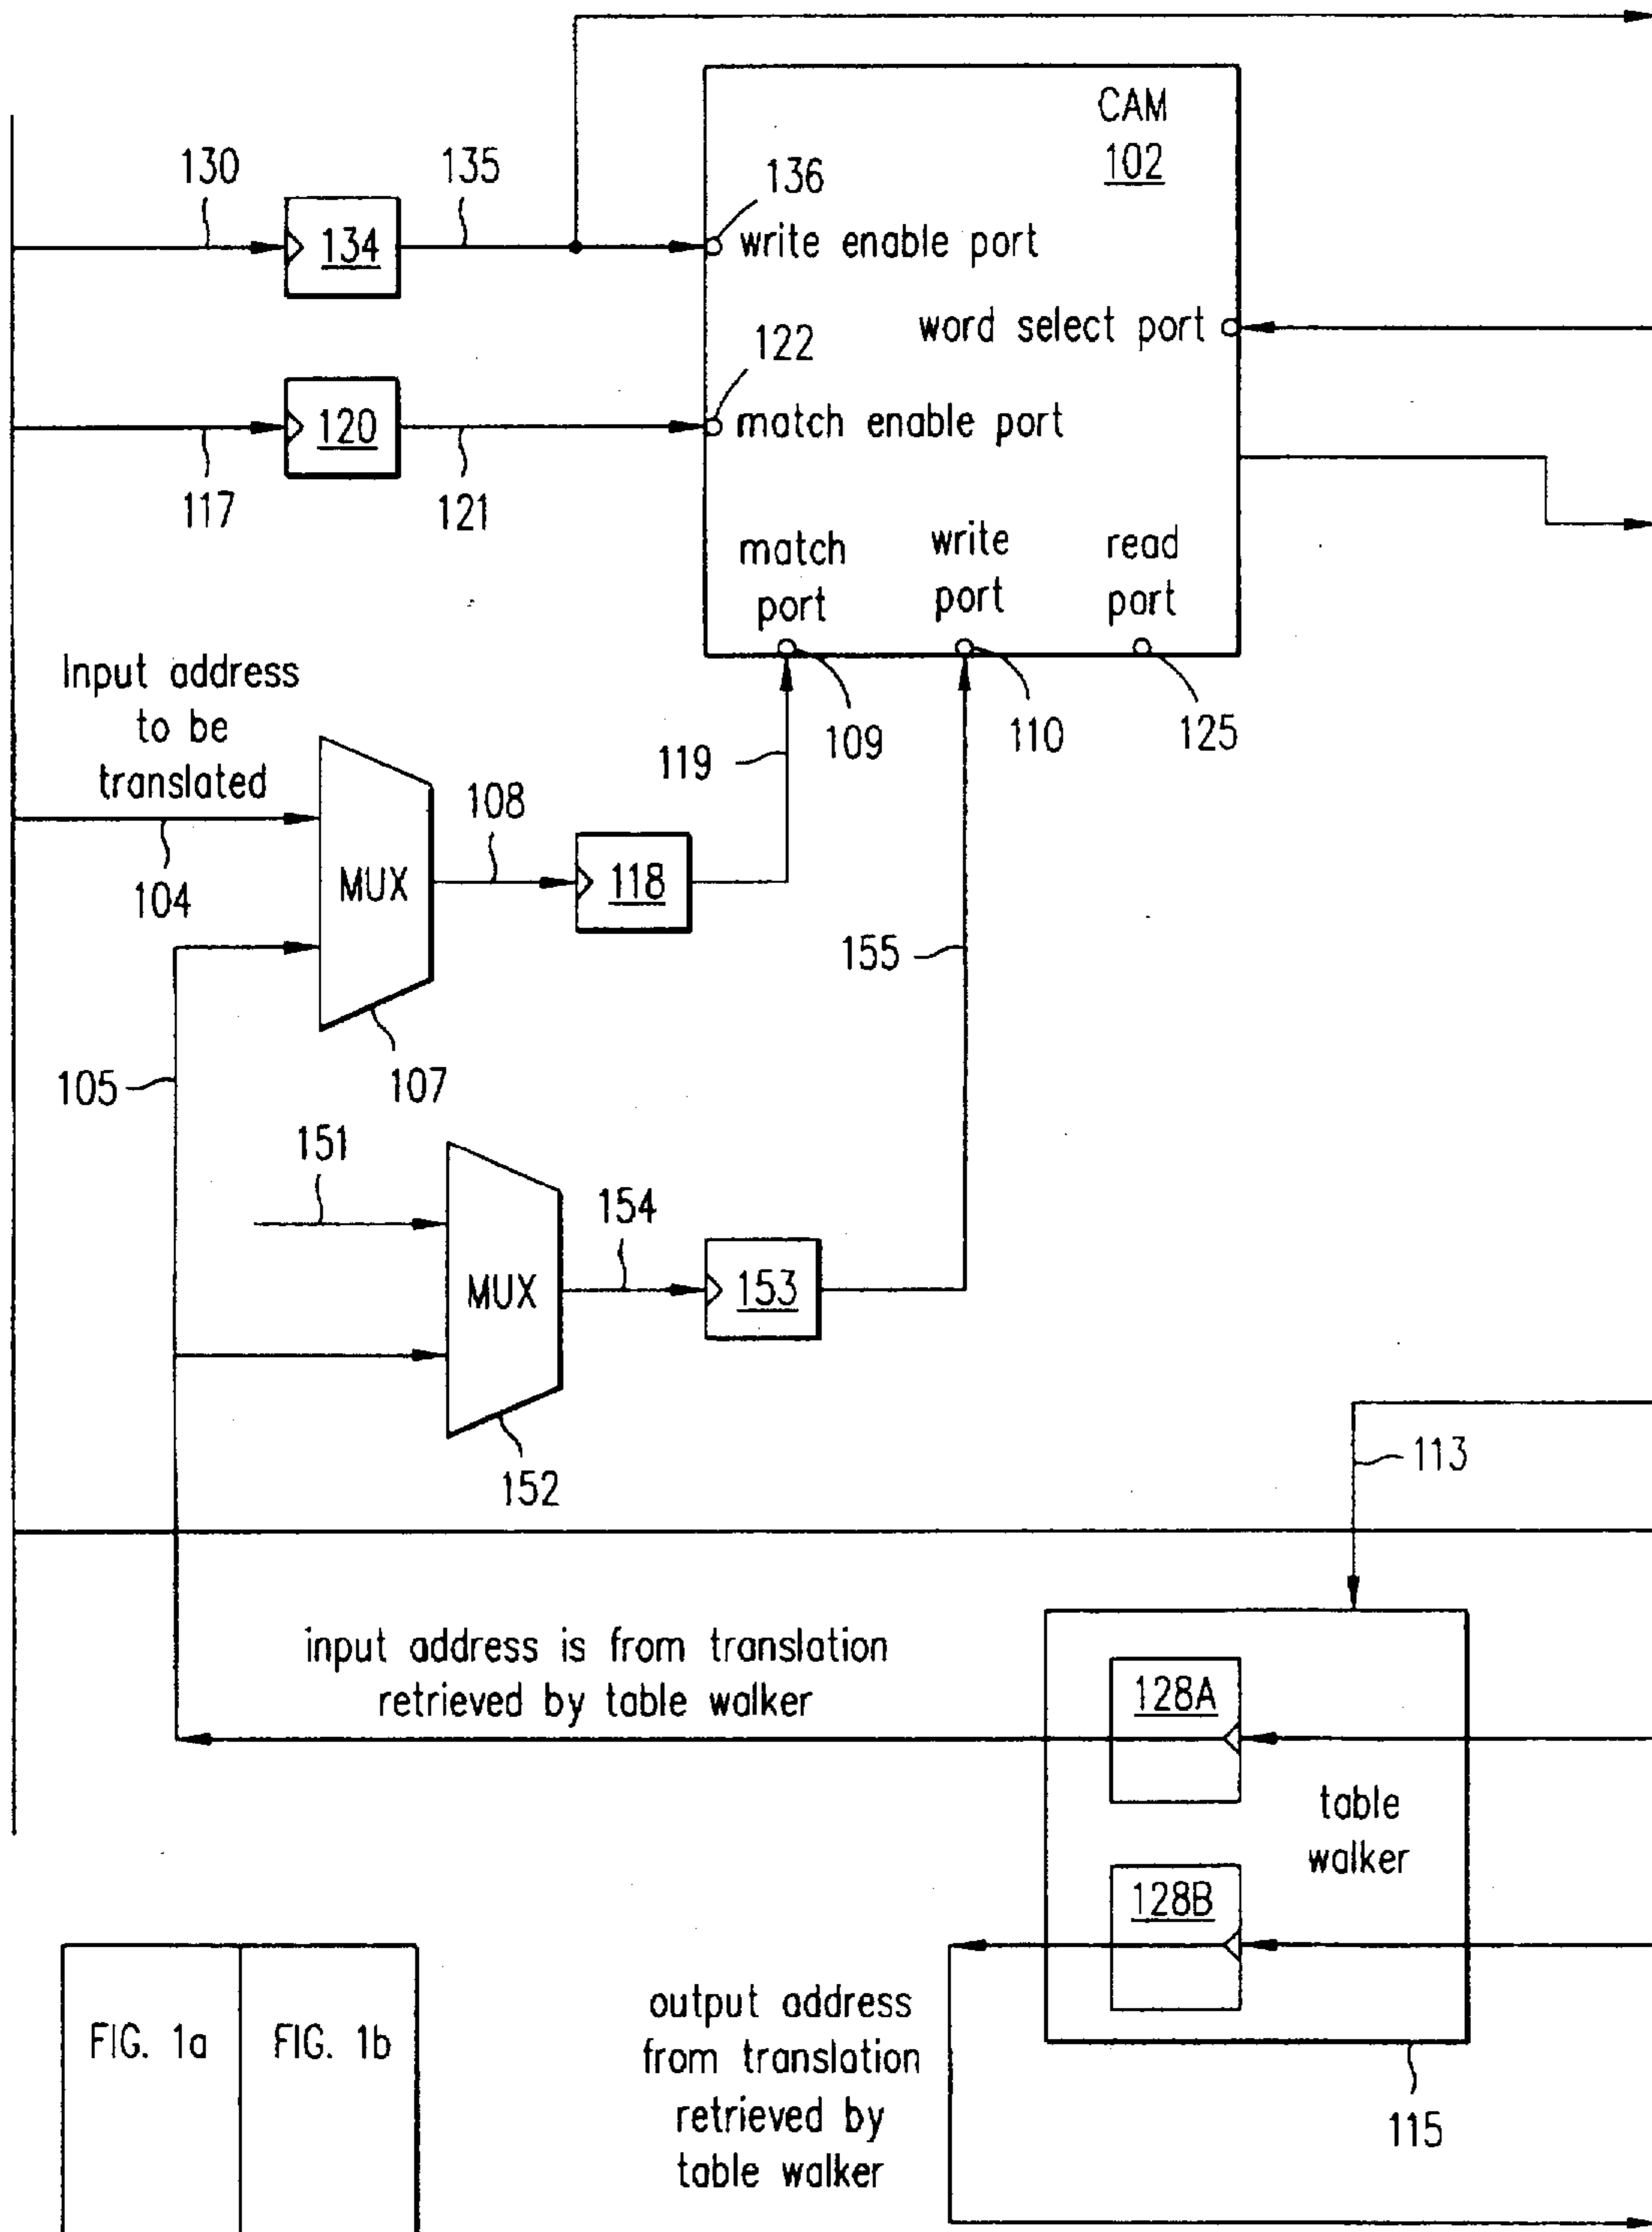 CAM
102
130
135
136
134
write enable port
word select port
122
120
match enable port
117
121
match
port
write
port
read
port
Input address
to be
translated
119
109
110
125
108
104
MUX
118
155
105
107
151
154
MUX
153
152
113
input address is from translation
retrieved by table walker
128A
table
walker
128B
output address
from translation
retrieved by
table walker
115
FIG. 1a
FIG. 1b